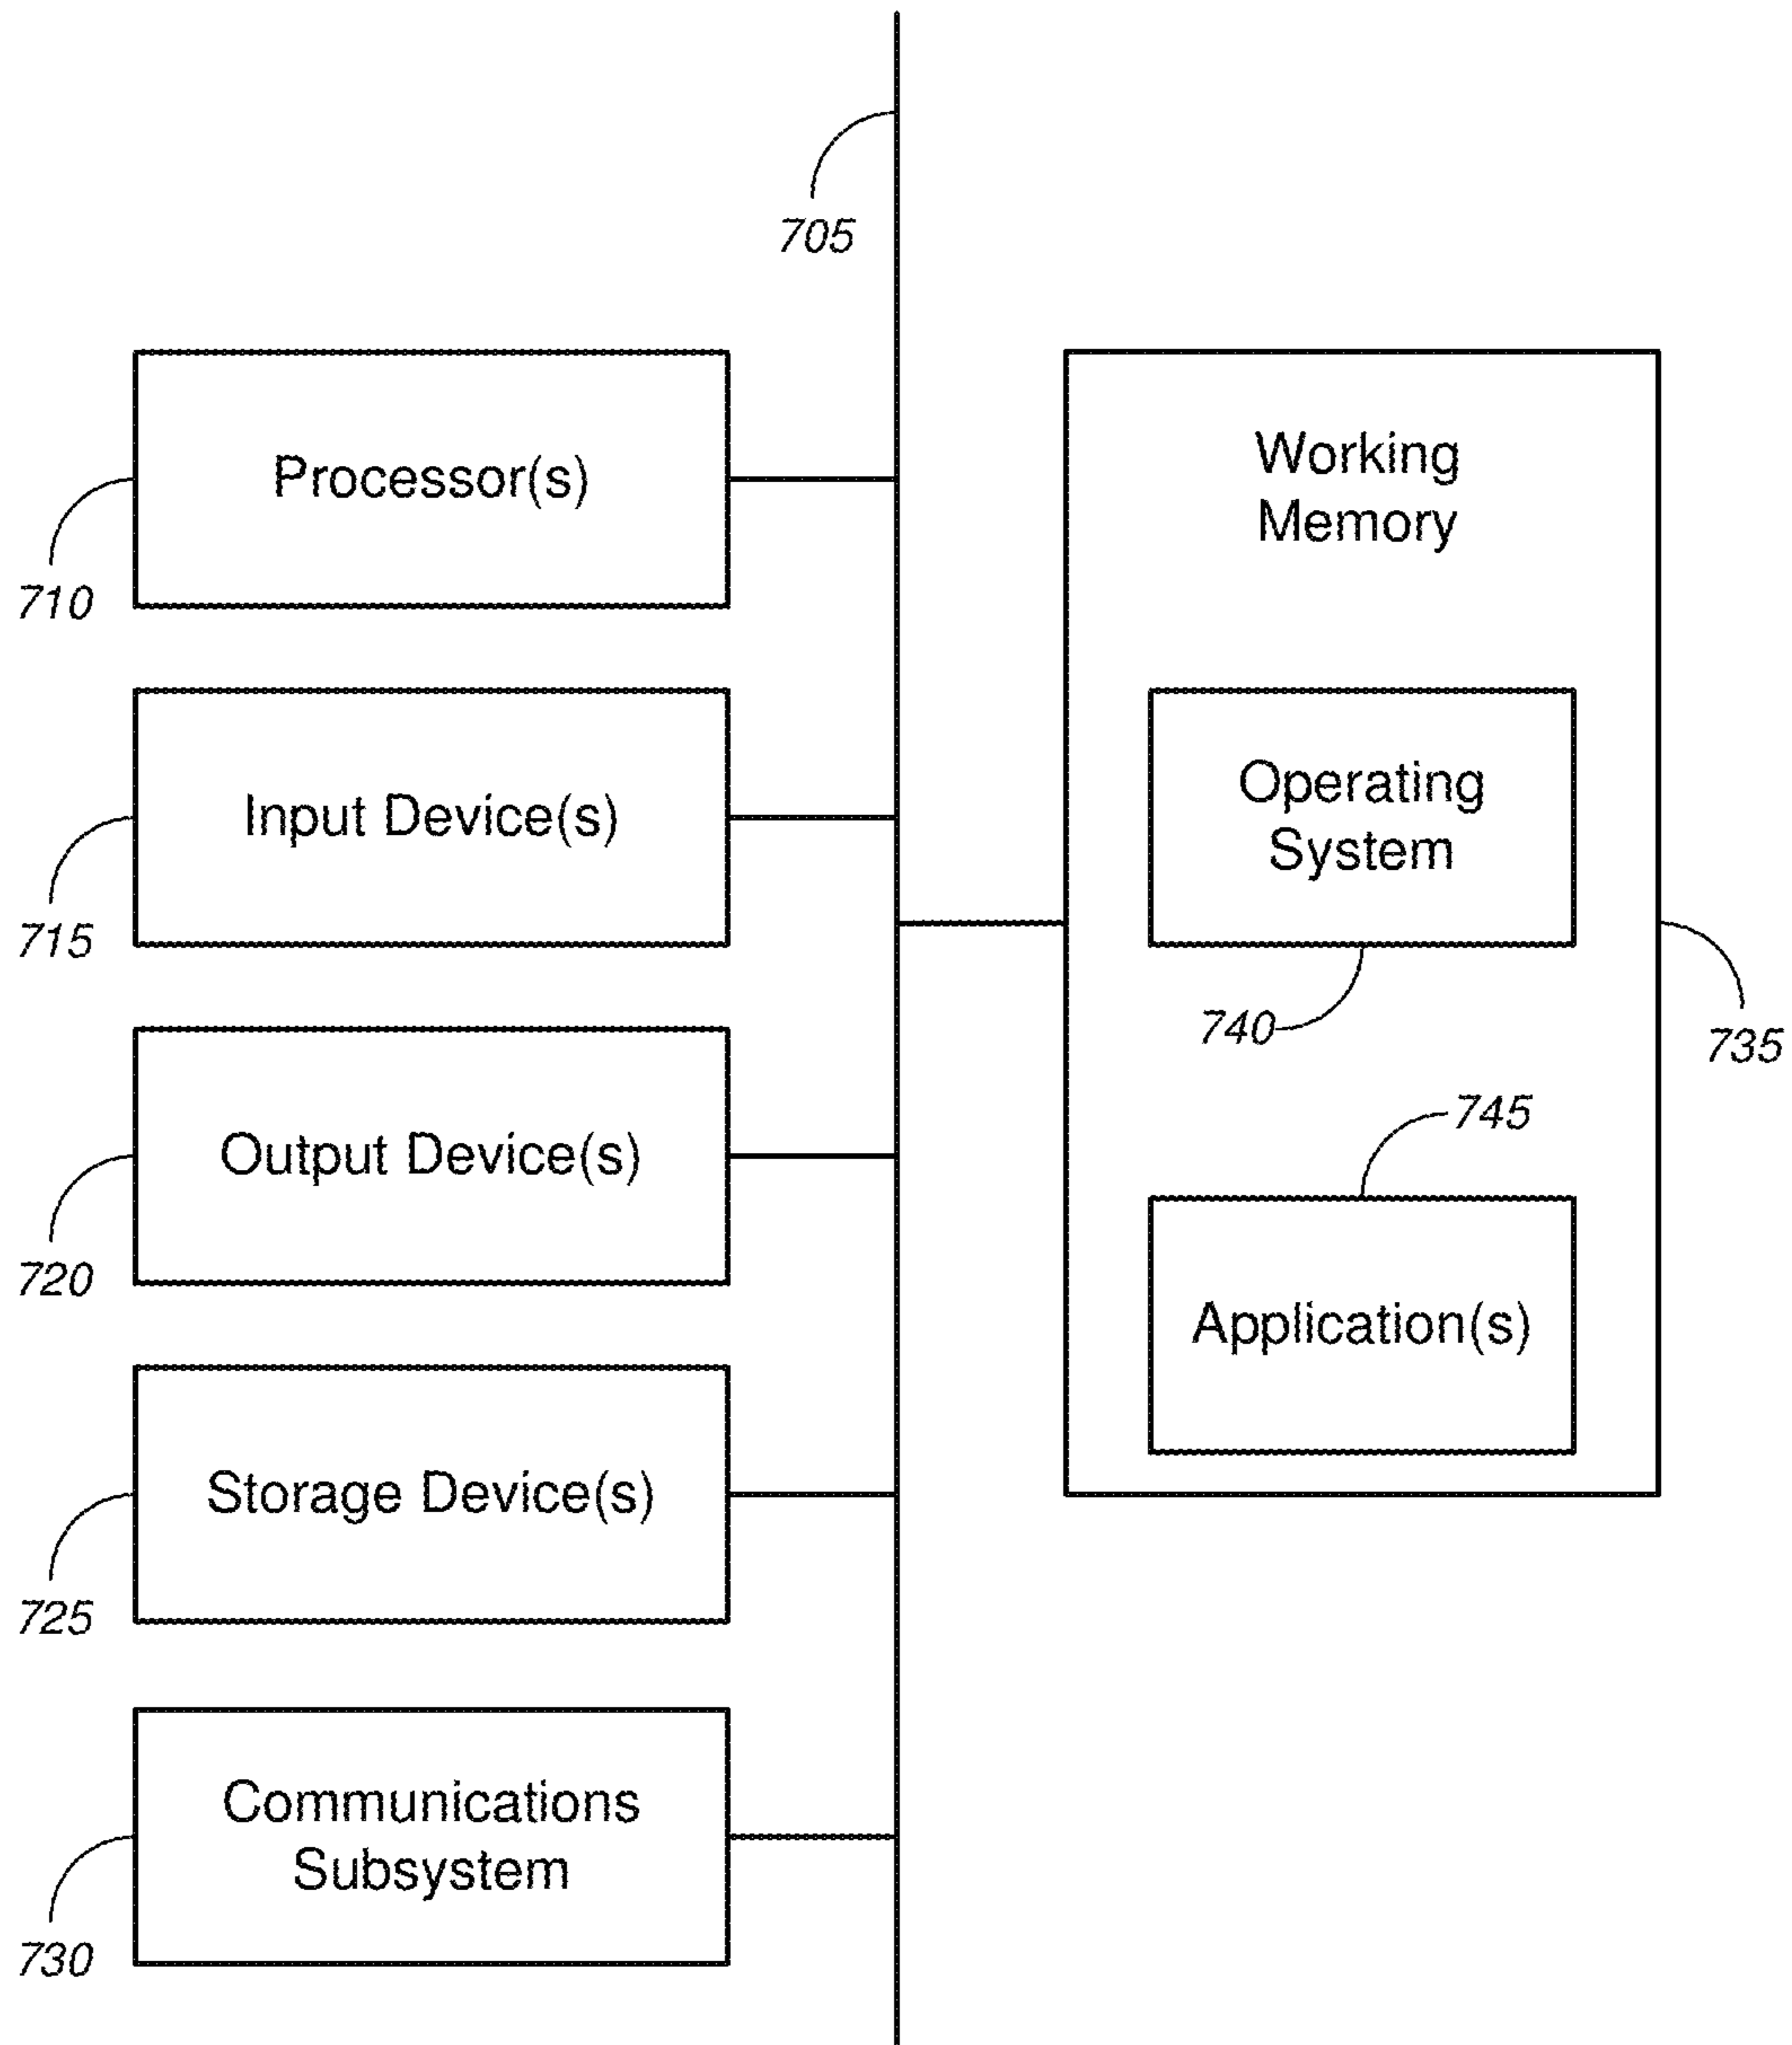 705
Processor(s)
710
Input Device(s)
715
Output Device(s)
720
Storage Device(s)
725
Communications
Subsystem
730
Working
Memory
Operating
System
740
735
745
Application(s)